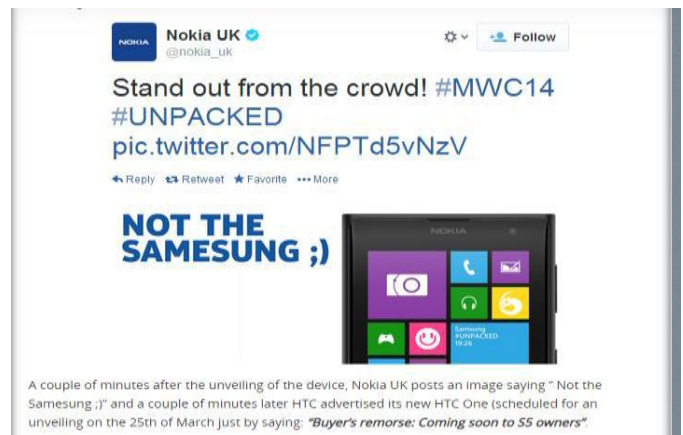 NOKIA
Nokia UK
@nokia_uk
Follow
Stand out from the crowd! #MWC14
#UNPACKED
pic.twitter.com/NFPTd5vNzV
Reply Retweet Favorite More
NOT THE
SAMESUNG ;)
NOKIA
Samsung
#UNPACKED
19:26
A couple of minutes after the unveiling of the device, Nokia UK posts an image saying “ Not the
Samesung ;)” and a couple of minutes later HTC advertised its new HTC One (scheduled for an
unveiling on the 25th of March just by saying: “Buyer’s remorse: Coming soon to S5 owners”.